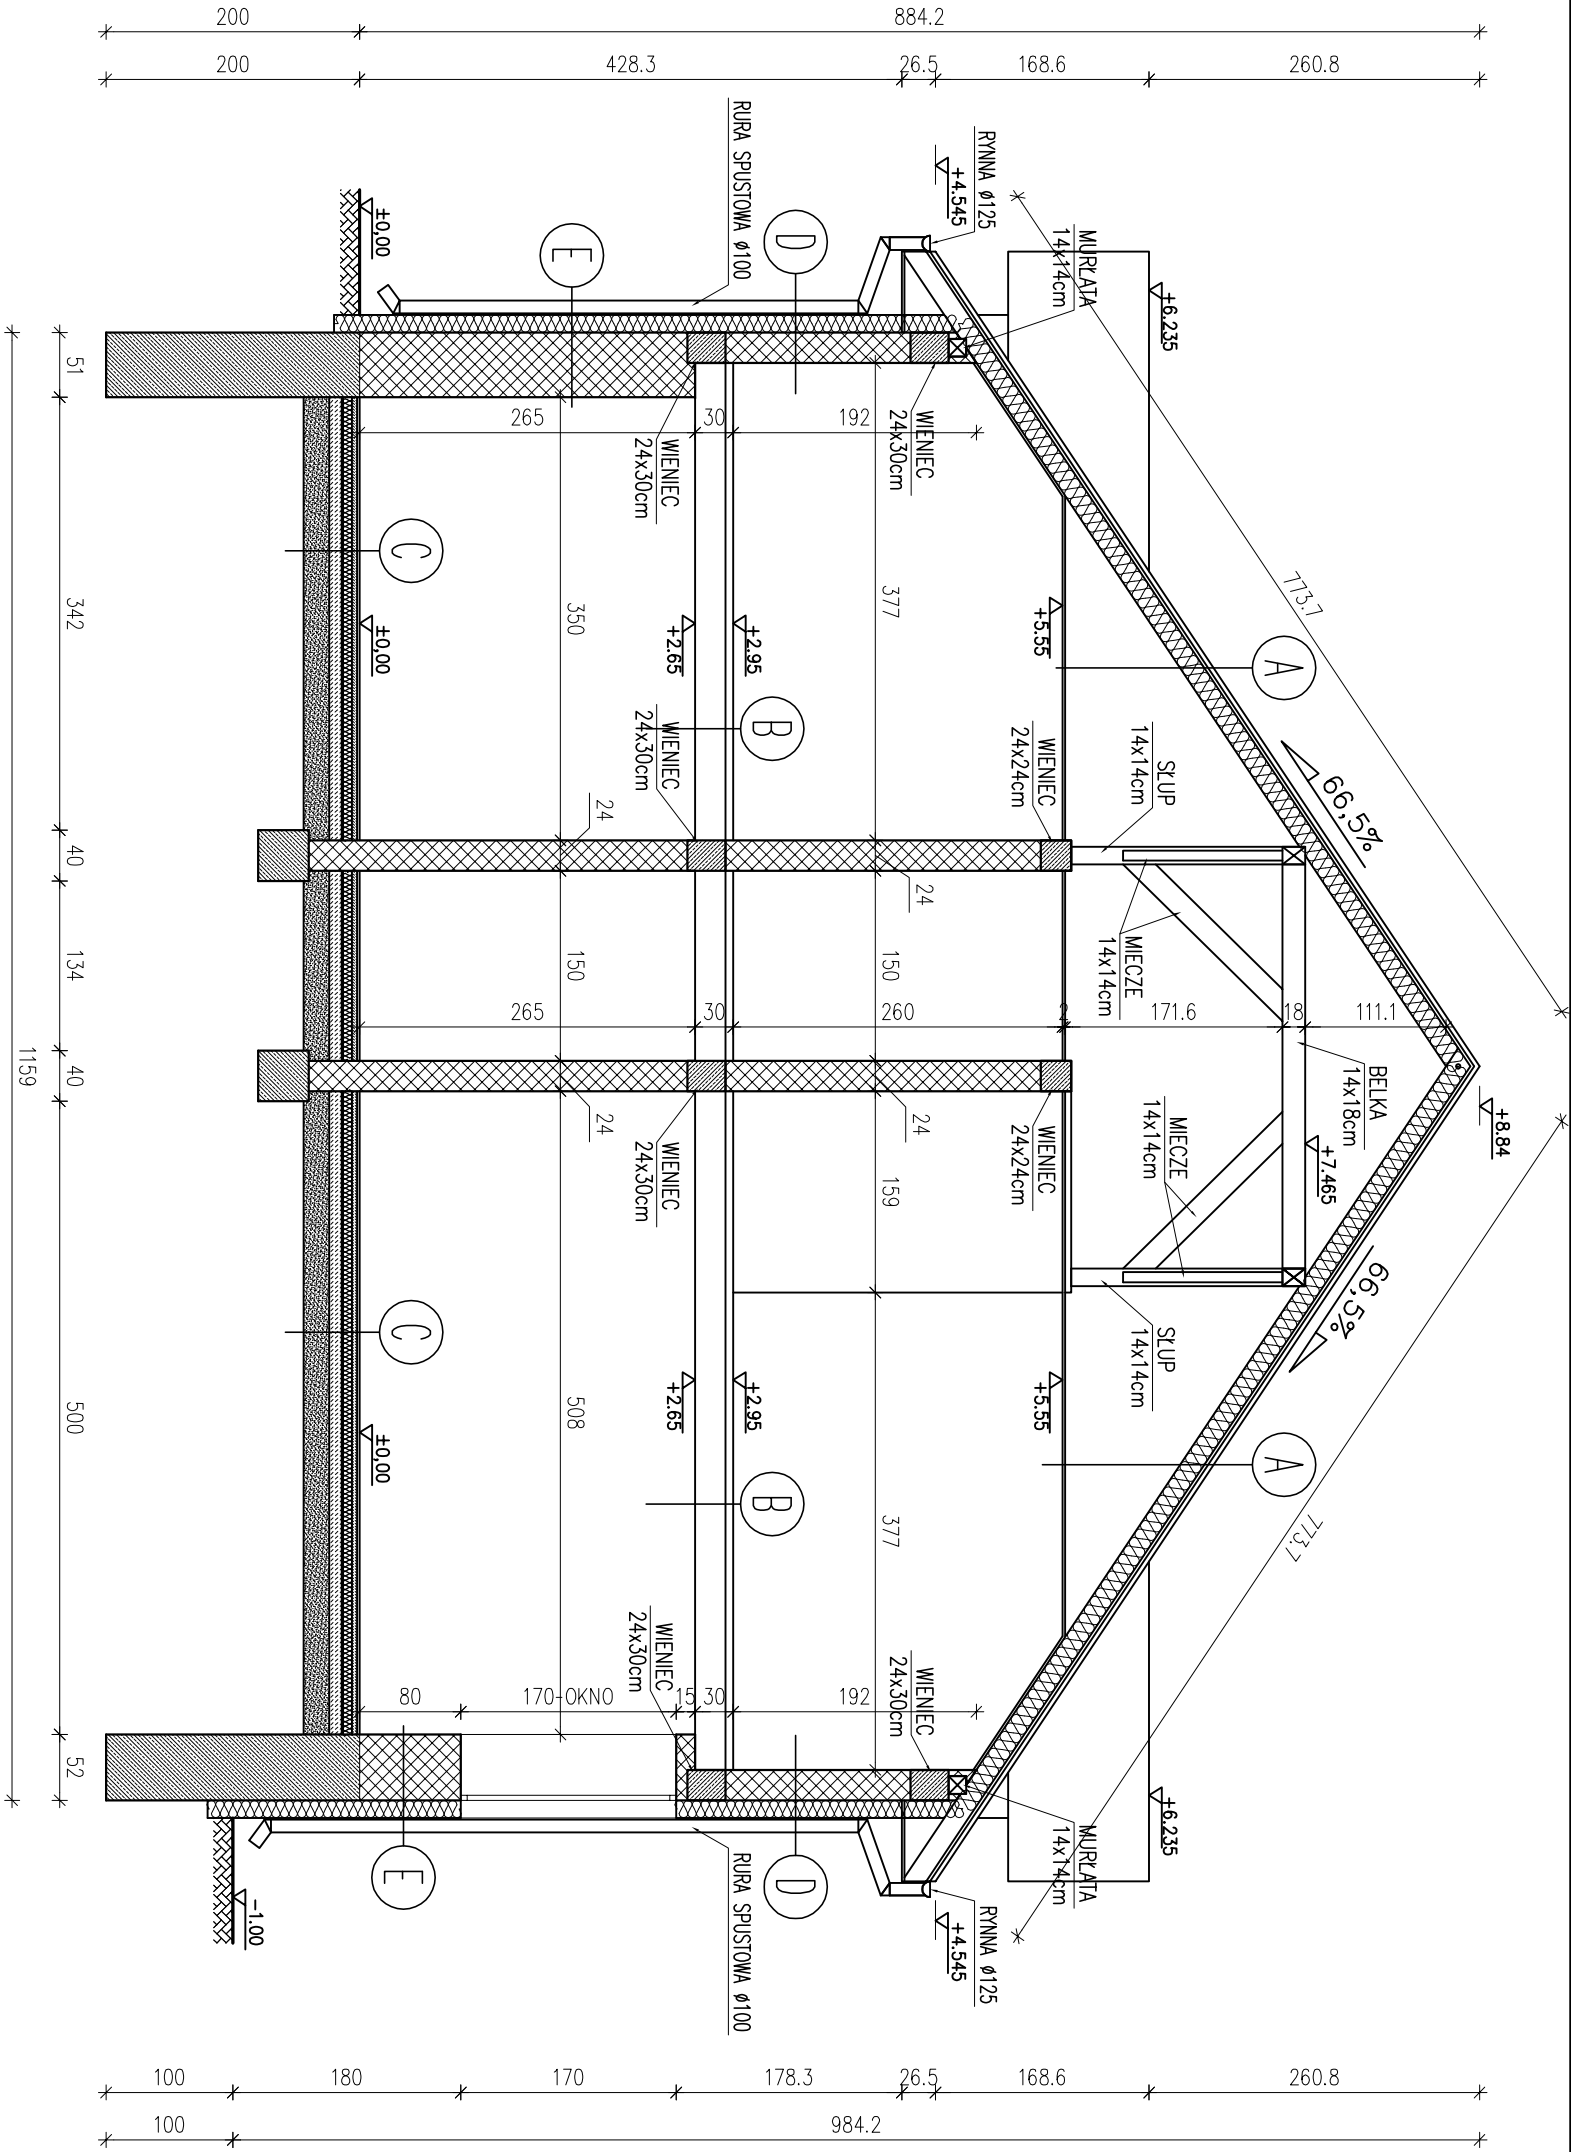 200
884.2
200
428.3
26.5
168.6
260.8
RURA SPUSTOWA ø100
RYNNA ø125
+4.545
MURŁATA
14x14cm
+6.235
±0,00
E
D
51
342
40
134
40
500
52
1159
265
30
192
WIENIEC
24x30cm
WIENIEC
24x30cm
C
350
377
±0,00
+2.65
+2.95
+5.55
773.7
A
B
WIENIEC
24x30cm
WIENIEC
24x24cm
SŁUP
14x14cm
66,5%
24
24
MIECZE
14x14cm
150
150
265
30
260
2
171.6
18
111.1
BELKA
14x18cm
+8.84
+7.465
24
24
WIENIEC
24x30cm
WIENIEC
24x24cm
MIECZE
14x14cm
159
66,5%
SŁUP
14x14cm
C
±0,00
508
+2.65
+2.95
+5.55
A
B
377
773.7
WIENIEC
24x30cm
WIENIEC
24x30cm
80
170-OKNO
15
30
192
+6.235
MURŁATA
14x14cm
E
D
RURA SPUSTOWA ø100
RYNNA ø125
+4.545
-1.00
100
180
170
178.3
26.5
168.6
260.8
100
984.2